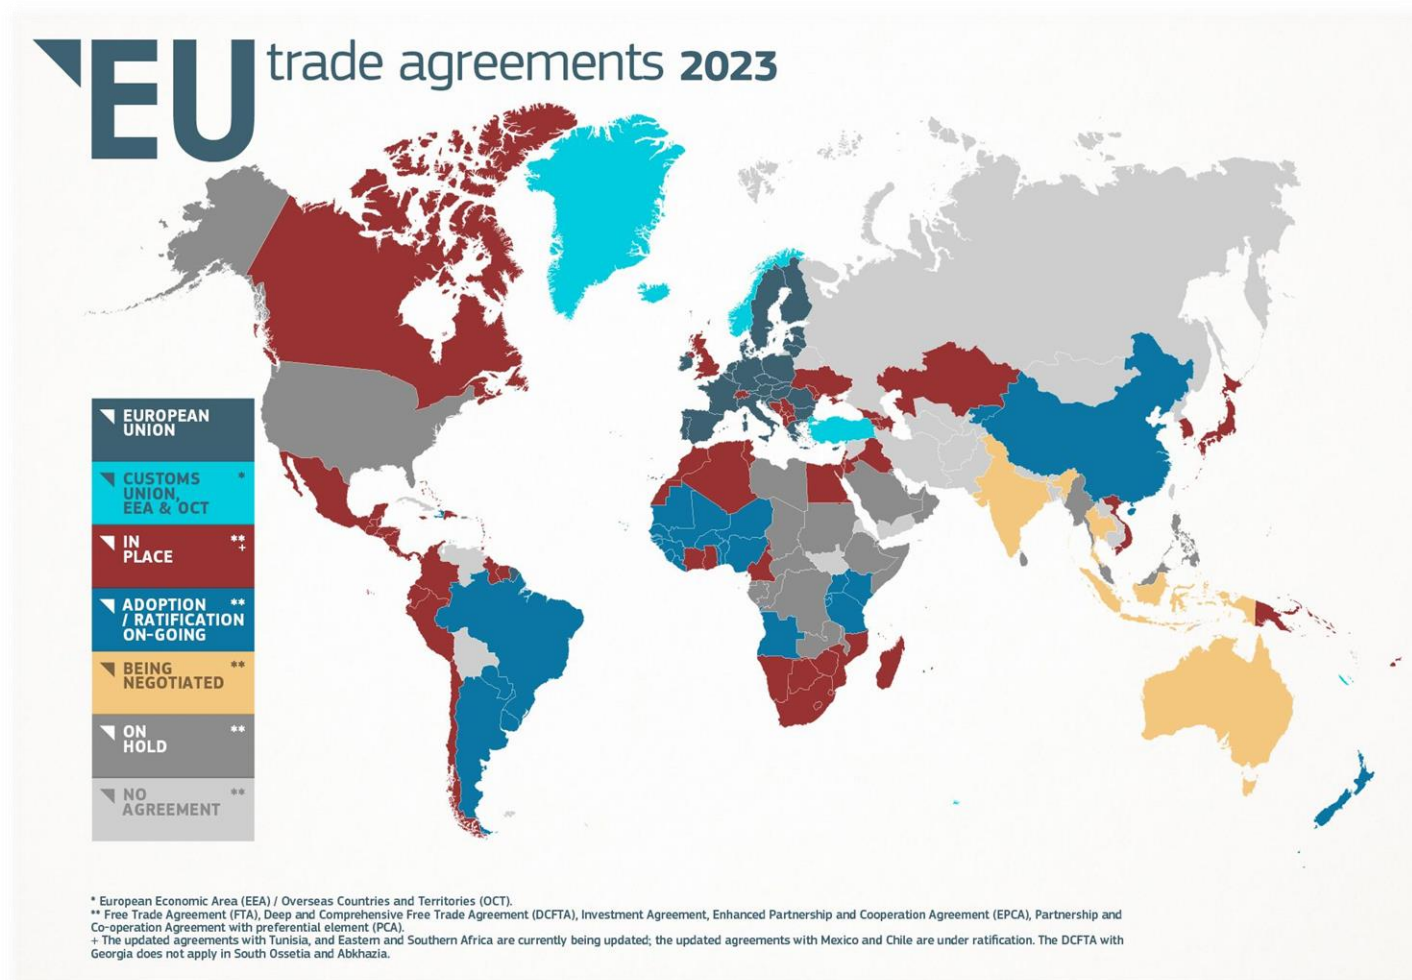 EU trade agreements 2023
EUROPEAN
UNION
CUSTOMS *
UNION,
EEA & OCT
IN **
PLACE +
ADOPTION **
/ RATIFICATION
ON-GOING
BEING **
NEGOTIATED
ON **
HOLD
NO **
AGREEMENT
* European Economic Area (EEA) / Overseas Countries and Territories (OCT).
** Free Trade Agreement (FTA), Deep and Comprehensive Free Trade Agreement (DCFTA), Investment Agreement, Enhanced Partnership and Cooperation Agreement (EPCA), Partnership and
Co-operation Agreement with preferential element (PCA).
+ The updated agreements with Tunisia, and Eastern and Southern Africa are currently being updated; the updated agreements with Mexico and Chile are under ratification. The DCFTA with
Georgia does not apply in South Ossetia and Abkhazia.